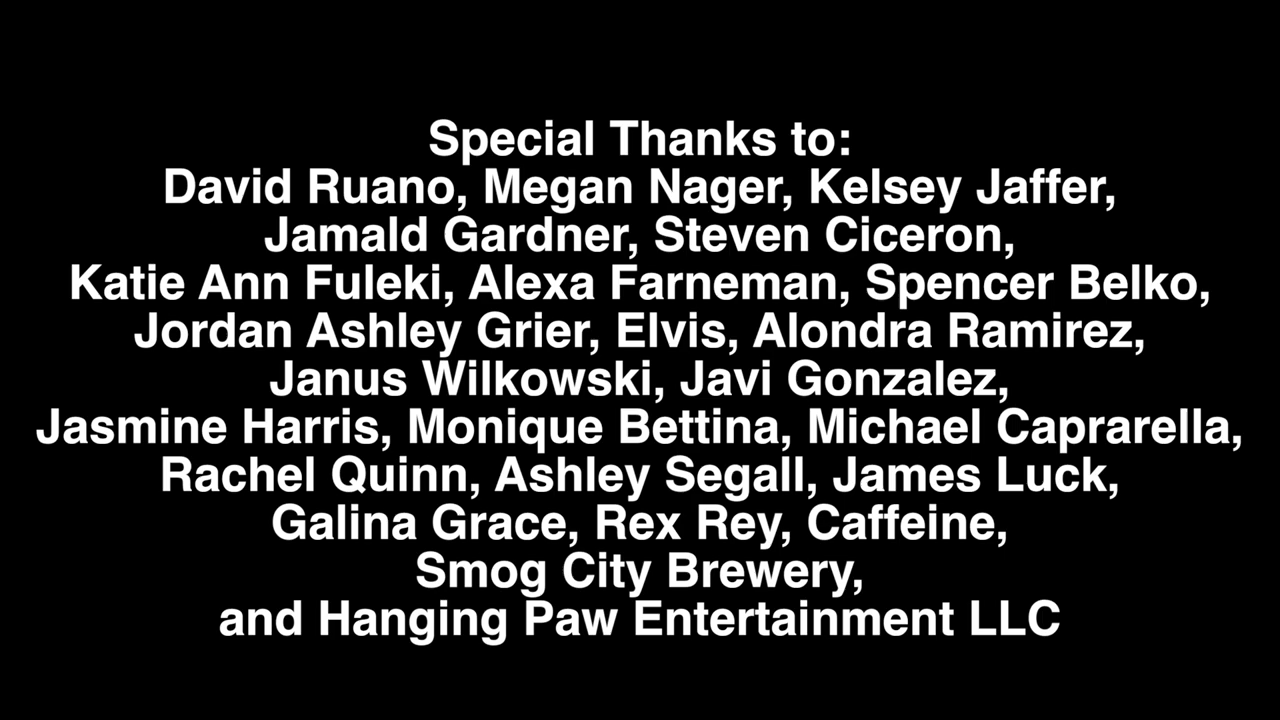 Special Thanks to:
David Ruano, Megan Nager, Kelsey Jaffer,
Jamald Gardner, Steven Ciceron,
Katie Ann Fuleki, Alexa Farneman, Spencer Belko,
Jordan Ashley Grier, Elvis, Alondra Ramirez,
Janus Wilkowski, Javi Gonzalez,
Jasmine Harris, Monique Bettina, Michael Caprarella,
Rachel Quinn, Ashley Segall, James Luck,
Galina Grace, Rex Rey, Caffeine,
Smog City Brewery,
and Hanging Paw Entertainment LLC